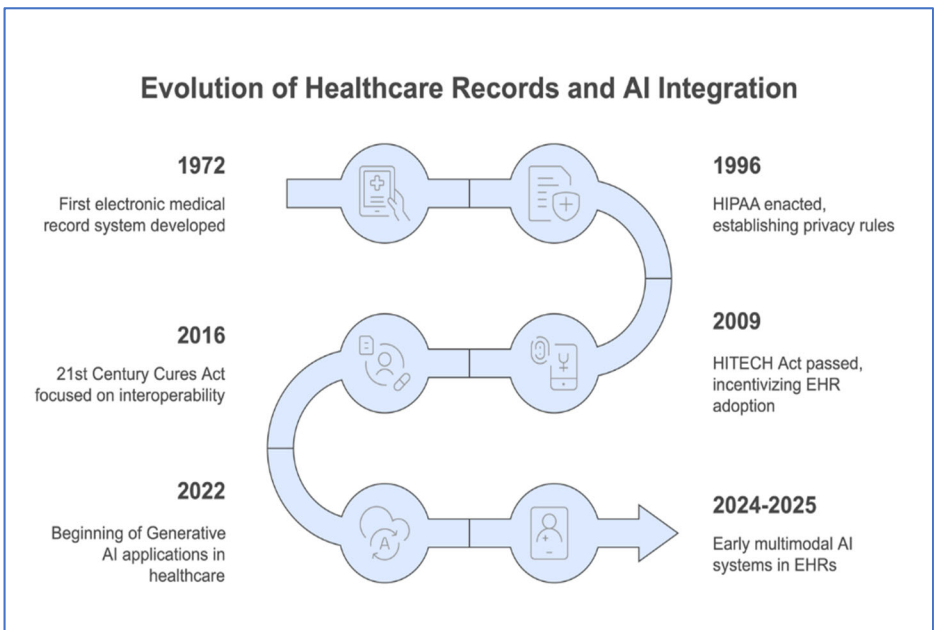 Evolution of Healthcare Records and AI Integration
1972
First electronic medical
record system developed
1996
HIPAA enacted,
establishing privacy rules
2009
HITECH Act passed,
incentivizing EHR
adoption
2016
21st Century Cures Act
focused on interoperability
2022
Beginning of Generative
AI applications in
healthcare
A
2024-2025
Early multimodal AI
systems in EHRs